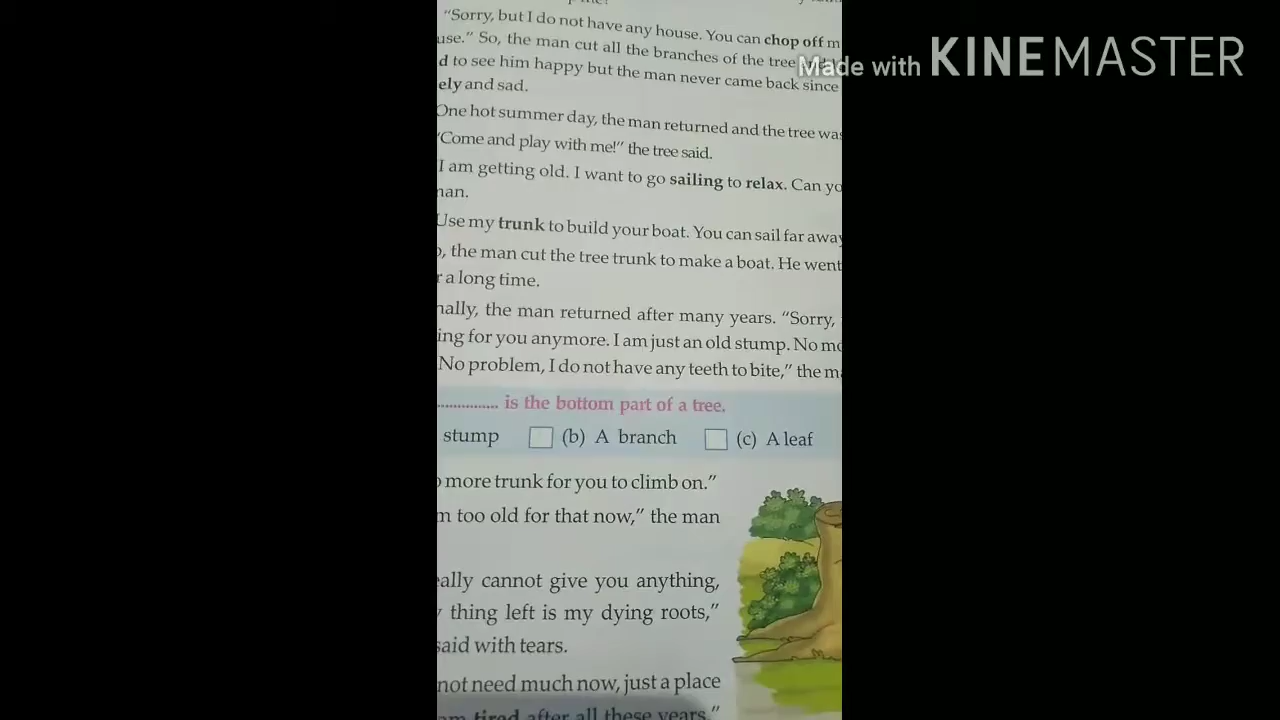 "Sorry, but I do not have any house. You can chop off m
use." So, the man cut all the branches of the tree
d to see him happy but the man never came back since
ely and sad.
One hot summer day, the man returned and the tree was
"Come and play with me!" the tree said.
I am getting old. I want to go sailing to relax. Can yo
nan.
Use my trunk to build your boat. You can sail far away
o, the man cut the tree trunk to make a boat. He went
r a long time.
nally, the man returned after many years. "Sorry,
ing for you anymore. I am just an old stump. No mo
No problem, I do not have any teeth to bite," the ma
............... is the bottom part of a tree.
stump (b) A branch (c) A leaf
o more trunk for you to climb on."
m too old for that now," the man
eally cannot give you anything,
y thing left is my dying roots,"
said with tears.
not need much now, just a place
am tired after all these years."
Made with KINEMASTER